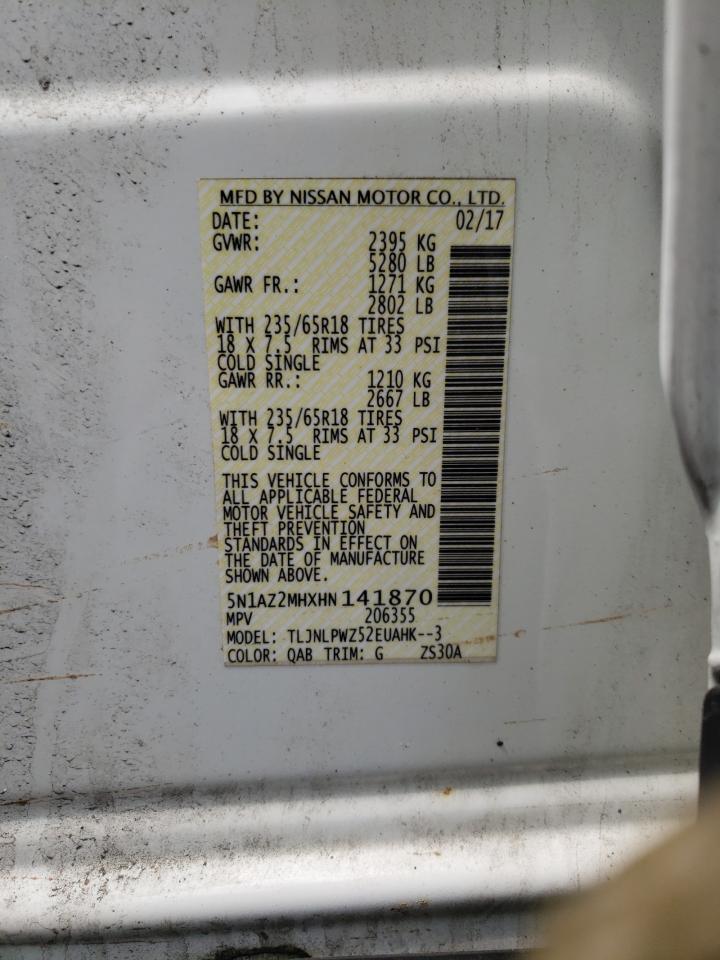 MFD BY NISSAN MOTOR CO., LTD.
DATE: 02/17
GVWR: 2395 KG
5280 LB
GAWR FR.: 1271 KG
2802 LB
WITH 235/65R18 TIRES
18 X 7.5 RIMS AT 33 PSI
COLD SINGLE
GAWR RR.: 1210 KG
2667 LB
WITH 235/65R18 TIRES
18 X 7.5 RIMS AT 33 PSI
COLD SINGLE
THIS VEHICLE CONFORMS TO
ALL APPLICABLE FEDERAL
MOTOR VEHICLE SAFETY AND
THEFT PREVENTION
STANDARDS IN EFFECT ON
THE DATE OF MANUFACTURE
SHOWN ABOVE.
5N1AZ2MHXHN141870
MPV 206355
MODEL: TLJNLPWZ52EUAHK--3
COLOR: QAB TRIM: G ZS30A